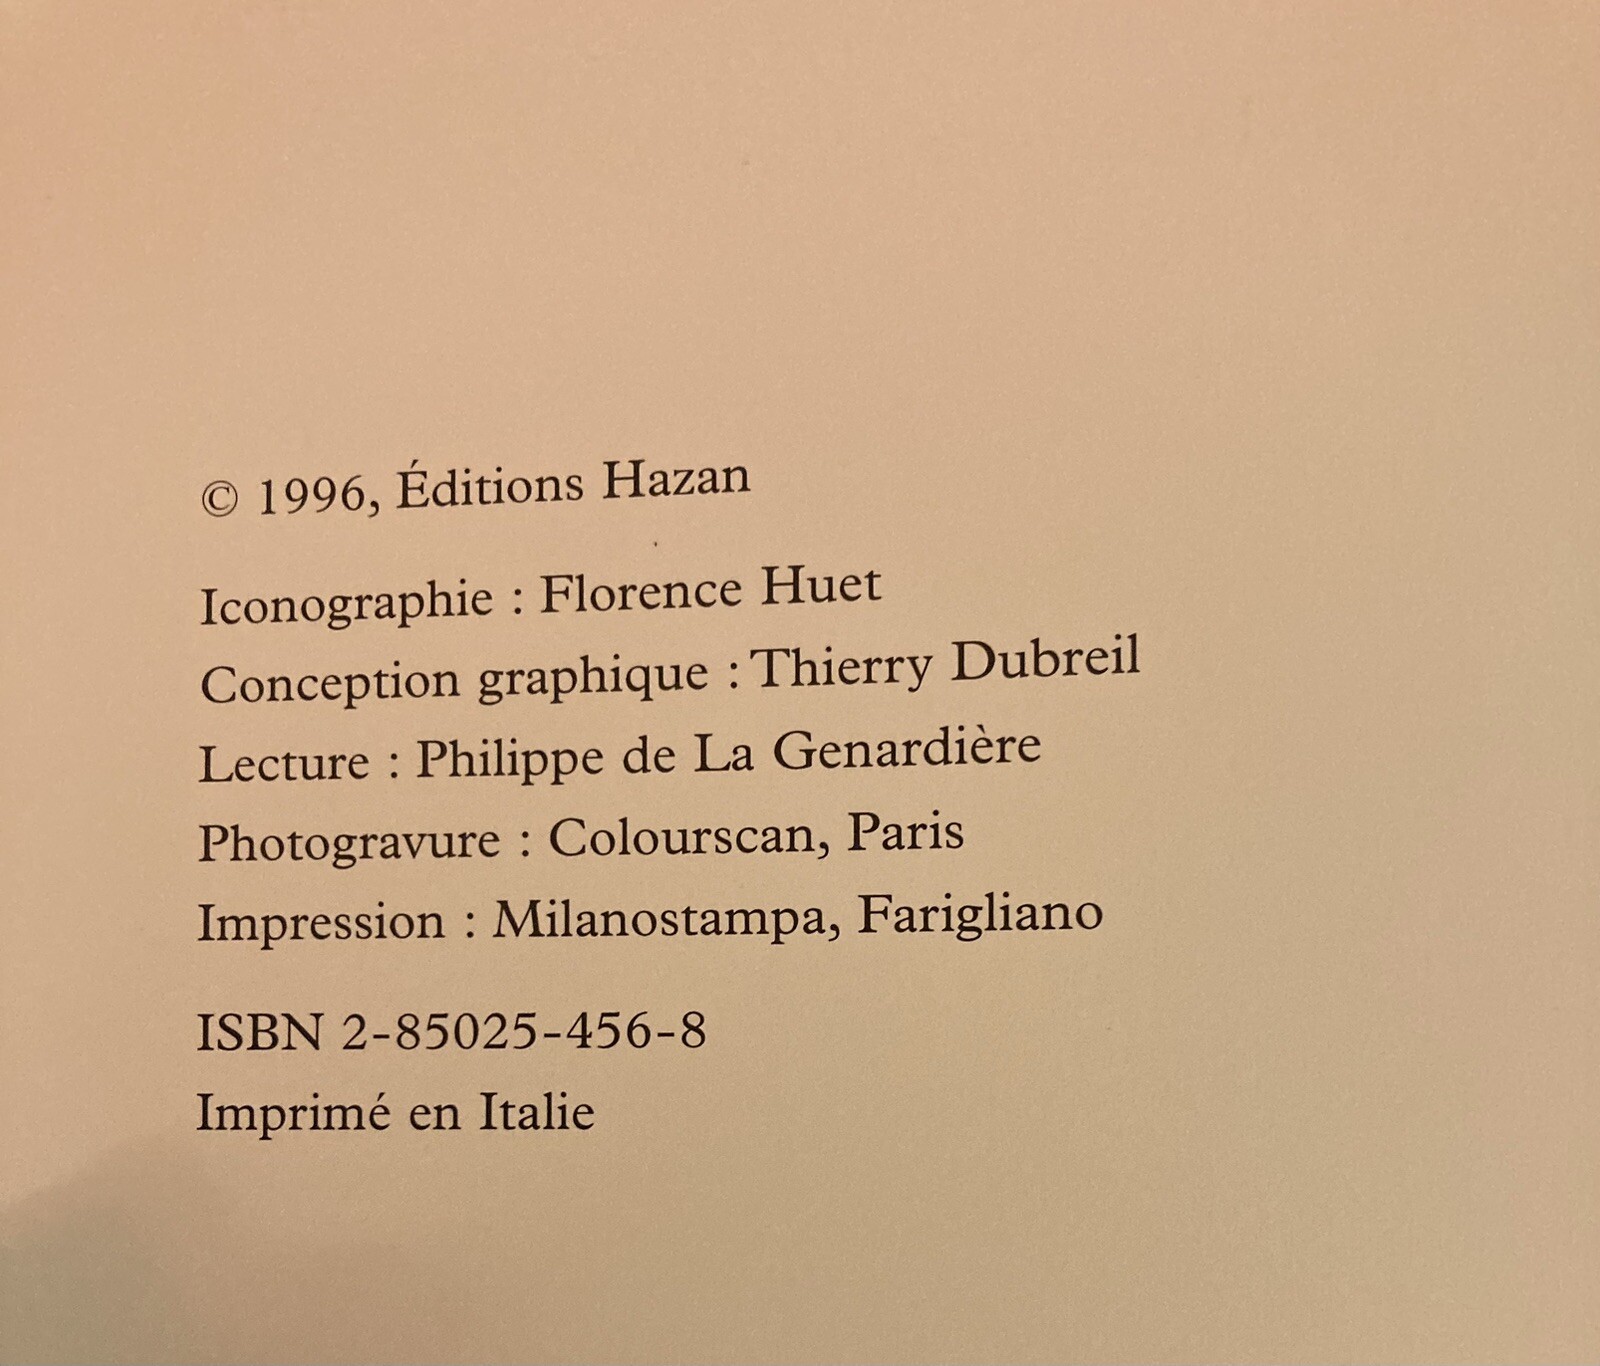 © 1996, Éditions Hazan
Iconographie : Florence Huet
Conception graphique : Thierry Dubreil
Lecture : Philippe de La Genardière
Photogravure : Colourscan, Paris
Impression : Milanostampa, Farigliano
ISBN 2-85025-456-8
Imprimé en Italie